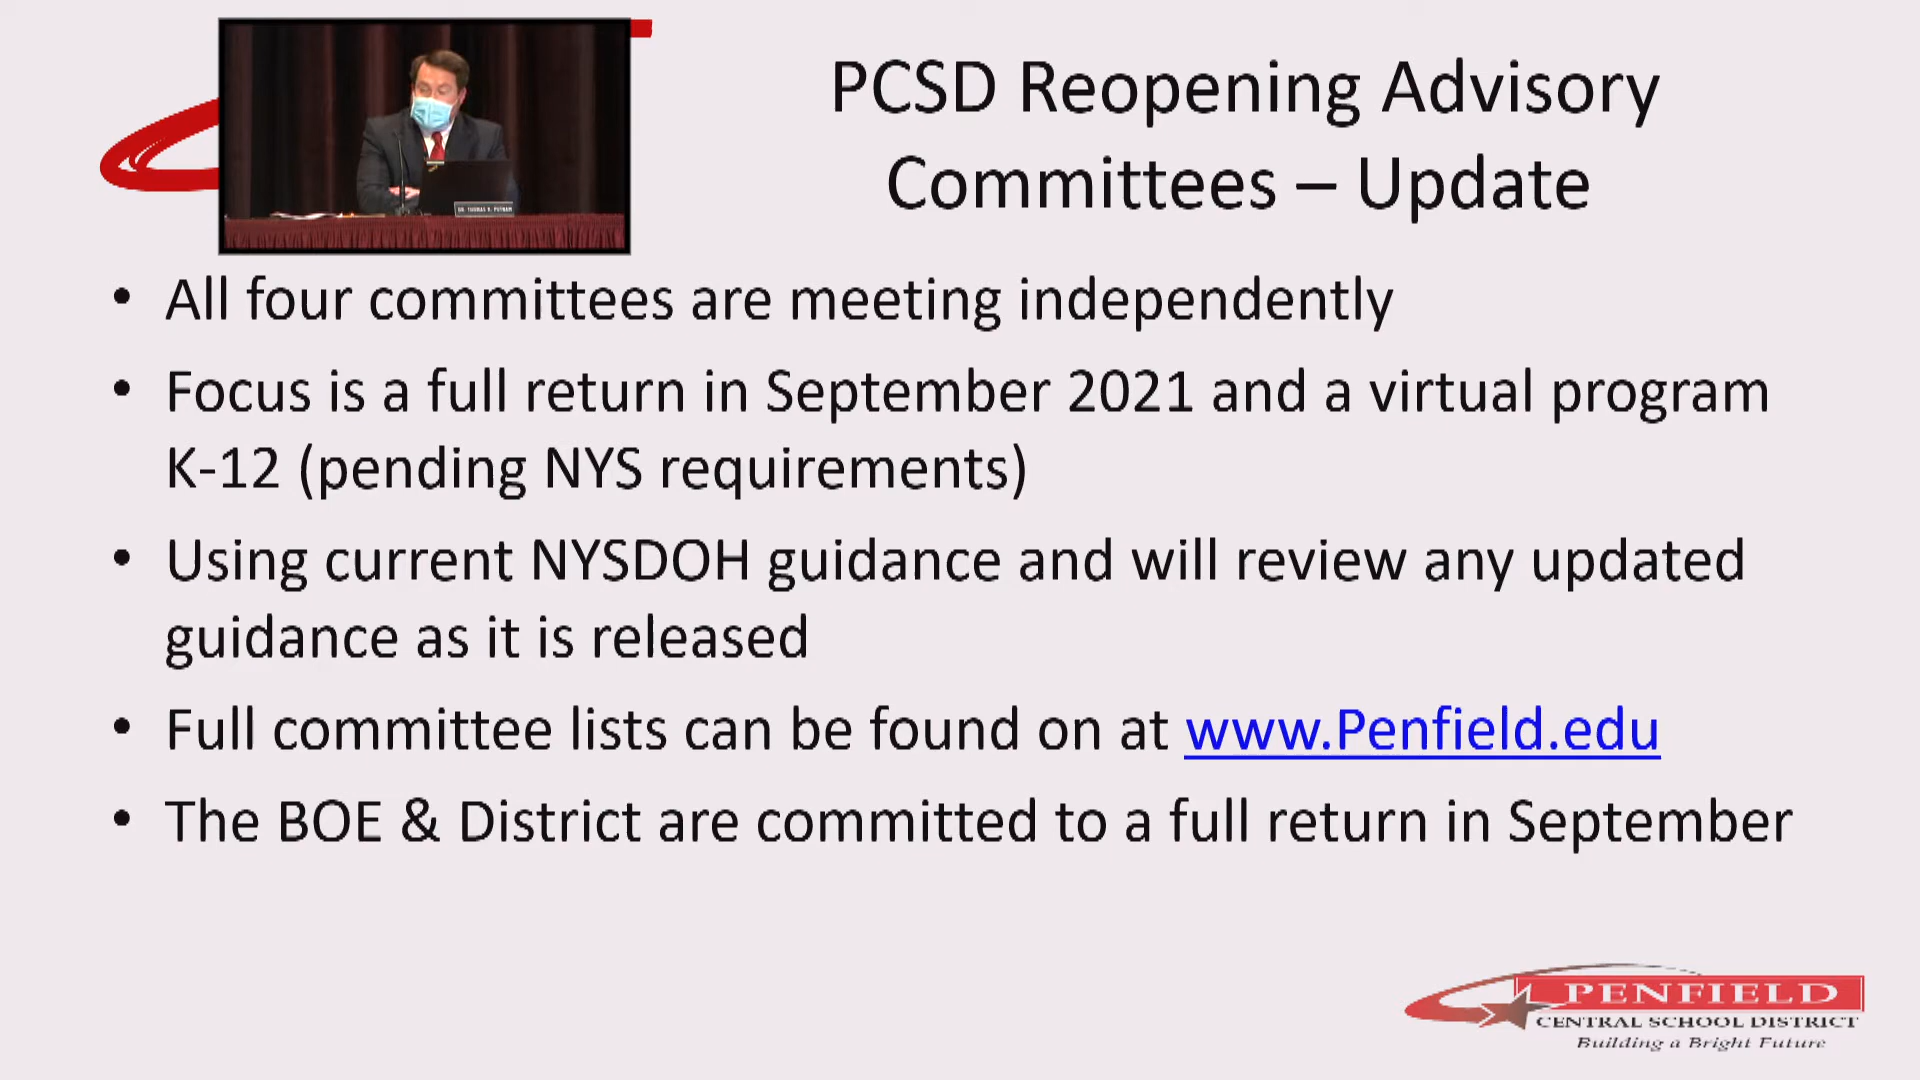 PCSD Reopening Advisory
Committees – Update
DR. THOMAS K. PUTNAM
• All four committees are meeting independently
• Focus is a full return in September 2021 and a virtual program
K-12 (pending NYS requirements)
• Using current NYSDOH guidance and will review any updated
guidance as it is released
• Full committee lists can be found on at www.Penfield.edu
• The BOE & District are committed to a full return in September
PENFIELD
CENTRAL SCHOOL DISTRICT
Building a Bright Future